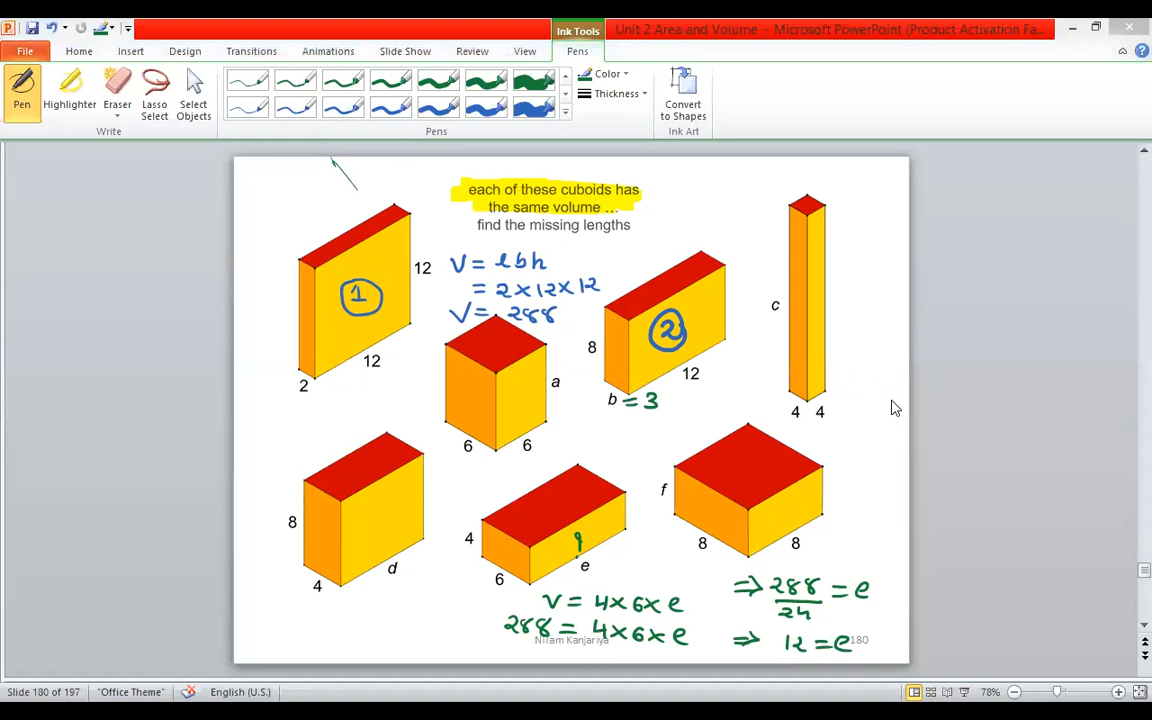 Ink Tools
Unit 2 Area and Volume - Microsoft PowerPoint (Product Activation Fa...
File Home Insert Design Transitions Animations Slide Show Review View Pens
Pen Highlighter Eraser Lasso Select Select Objects
Color
Thickness
Convert to Shapes
Write Pens Ink Art
each of these cuboids has
the same volume ...
find the missing lengths
V = lbh
= 2×12×12
V = 288
1
12
12
2
a
6 6
2
8
12
b = 3
c
4 4
8
4
d
4
6
e
f
8 8
V = 4×6×e
288 = 4×6×e
⇒ 288 = e
24
⇒ 12 = e
Nitam Kanjariya
180
Slide 180 of 197 "Office Theme" English (U.S.) 78%